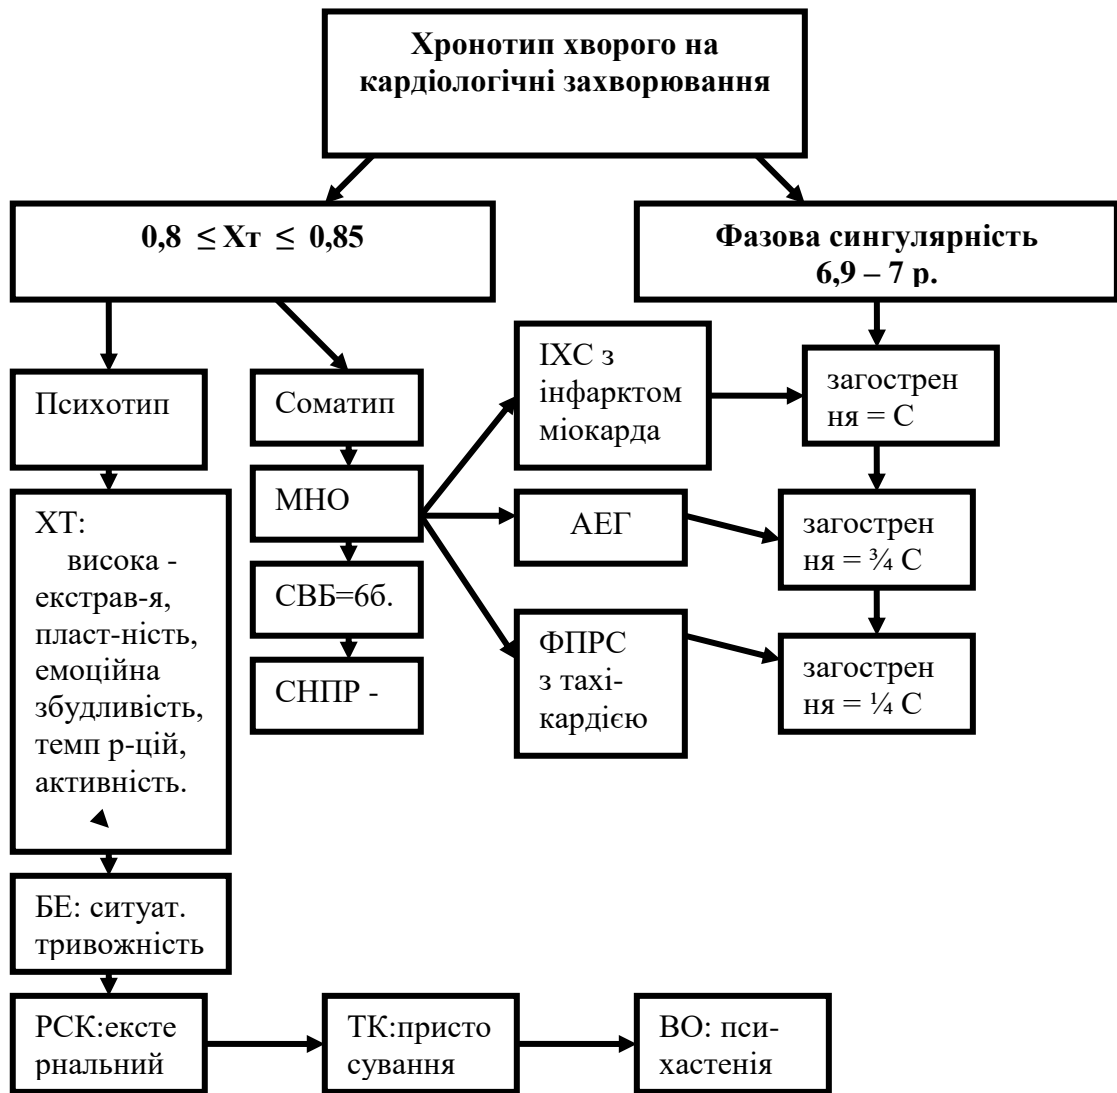 Хронотип хворого на
кардіологічні захворювання
0,8 ≤ Хт ≤ 0,85
Фазова сингулярність
6,9 – 7 р.
Психотип
Соматип
ІХС з
інфарктом
міокарда
загострен
ня = С
ХТ:
висока -
екстрав-я,
пласт-ність,
емоційна
збудливість,
темп р-цій,
активність.
МНО
АЕГ
загострен
ня = ¾ С
СВБ=6б.
СНПР -
ФПРС
з тахі-
кардією
загострен
ня = ¼ С
БЕ: ситуат.
тривожність
РСК:ексте
рнальний
ТК:присто
сування
ВО: пси-
хастенія